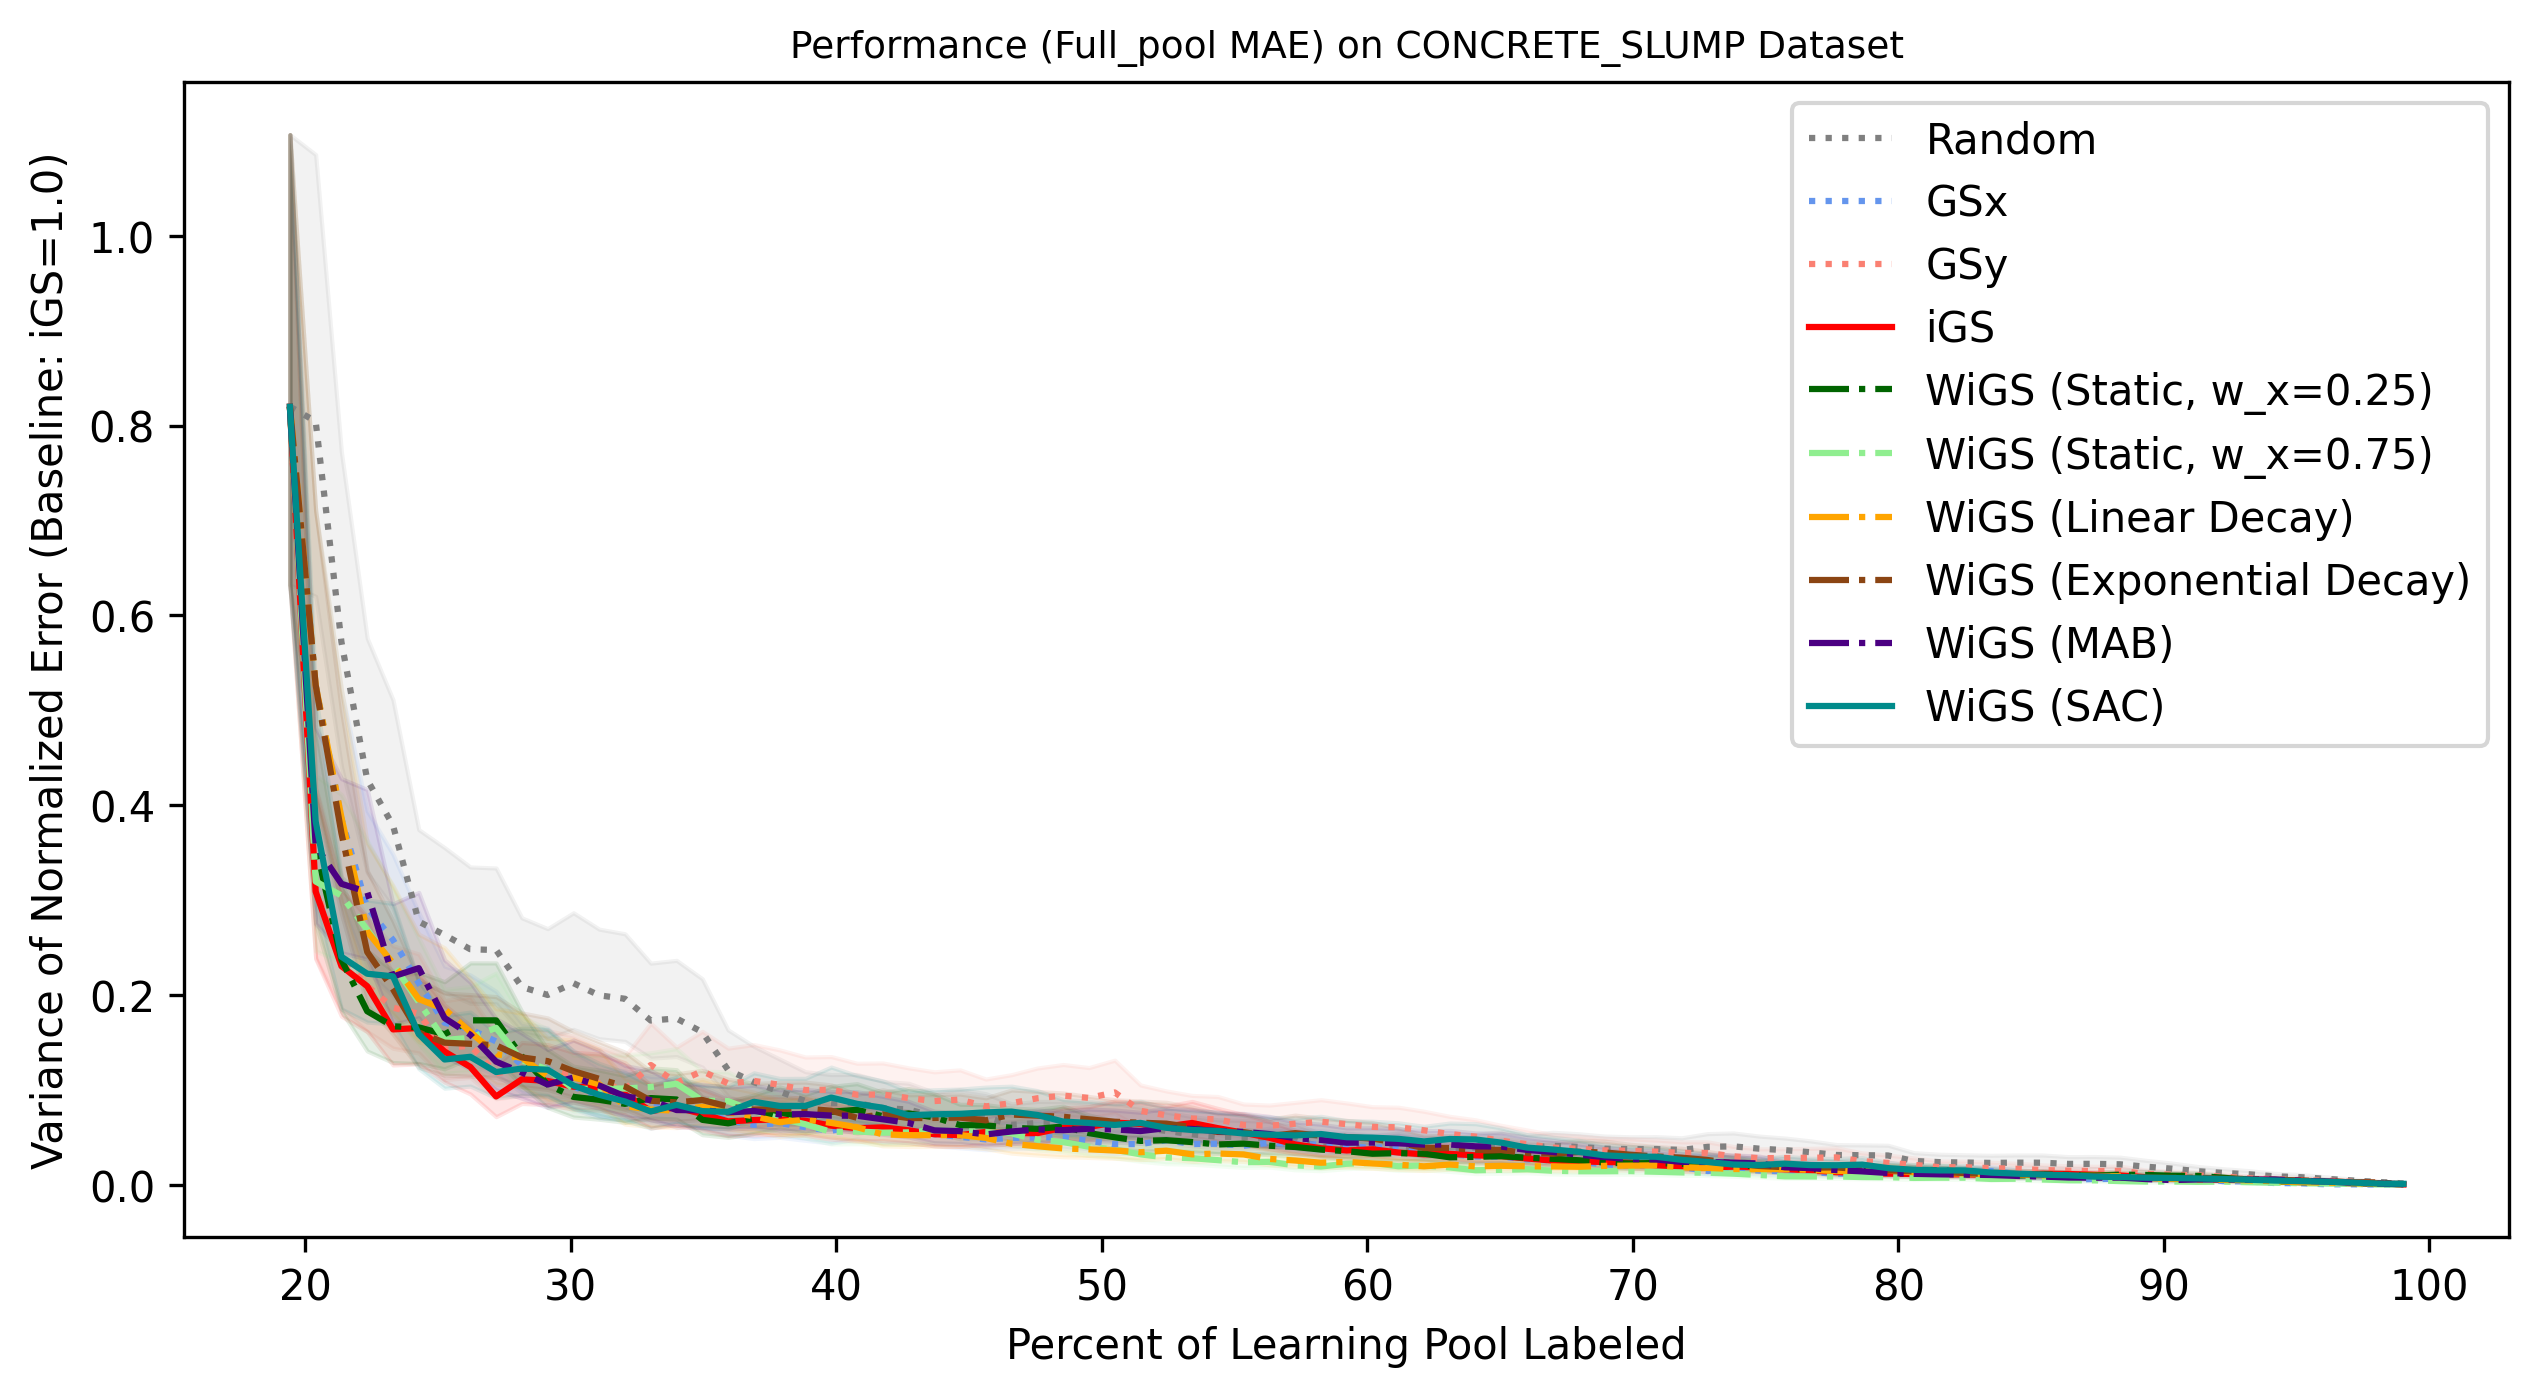 Performance (Full_pool MAE) on CONCRETE_SLUMP Dataset
Variance of Normalized Error (Baseline: iGS=1.0)
1.0
0.8
0.6
0.4
0.2
0.0
Random
GSx
GSy
iGS
WiGS (Static, w_x=0.25)
WiGS (Static, w_x=0.75)
WiGS (Linear Decay)
WiGS (Exponential Decay)
WiGS (MAB)
WiGS (SAC)
20 30 40 50 60 70 80 90 100
Percent of Learning Pool Labeled